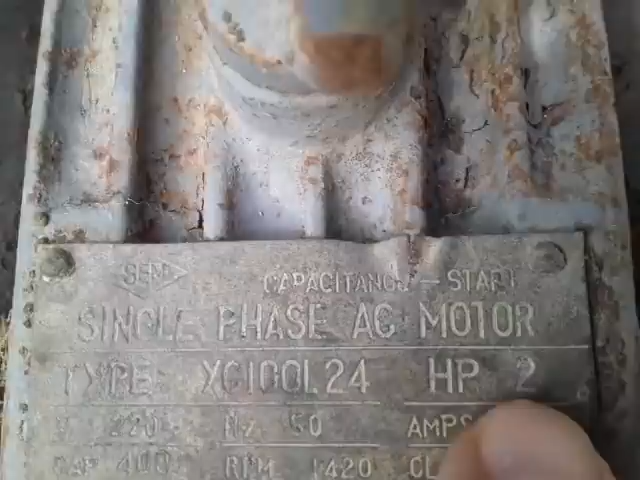 SEM
CAPACITANCE - START
SINGLE PHASE AC MOTOR
TYPE XC100L24 HP 2
V 220 Hz 50 AMPS
CAP 400 RPM 1420 CL